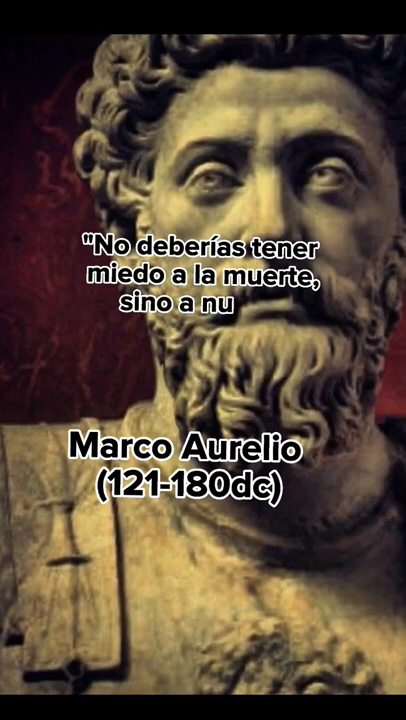 "No deberías tener
miedo a la muerte,
sino a nu
Marco Aurelio
(121-180dc)